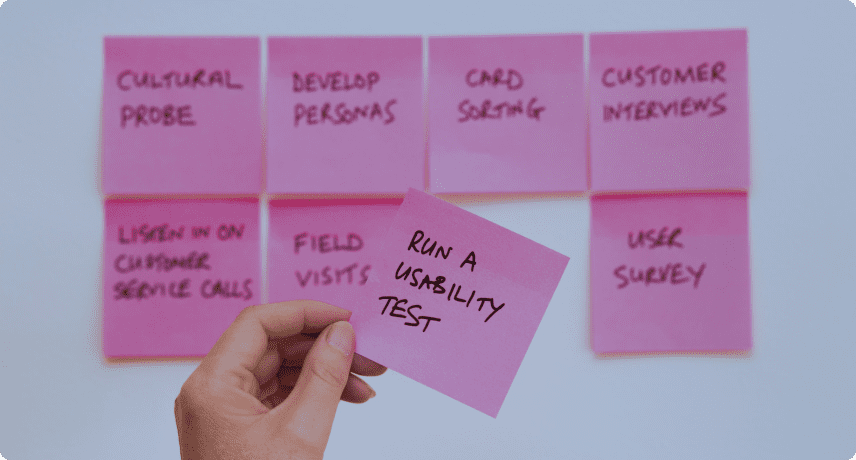 CULTURAL
PROBE
DEVELOP
PERSONAS
CARD
SORTING
CUSTOMER
INTERVIEWS
LISTEN IN ON
CUSTOMER
SERVICE CALLS
FIELD
VISITS
RUN A
USABILITY
TEST
USER
SURVEY